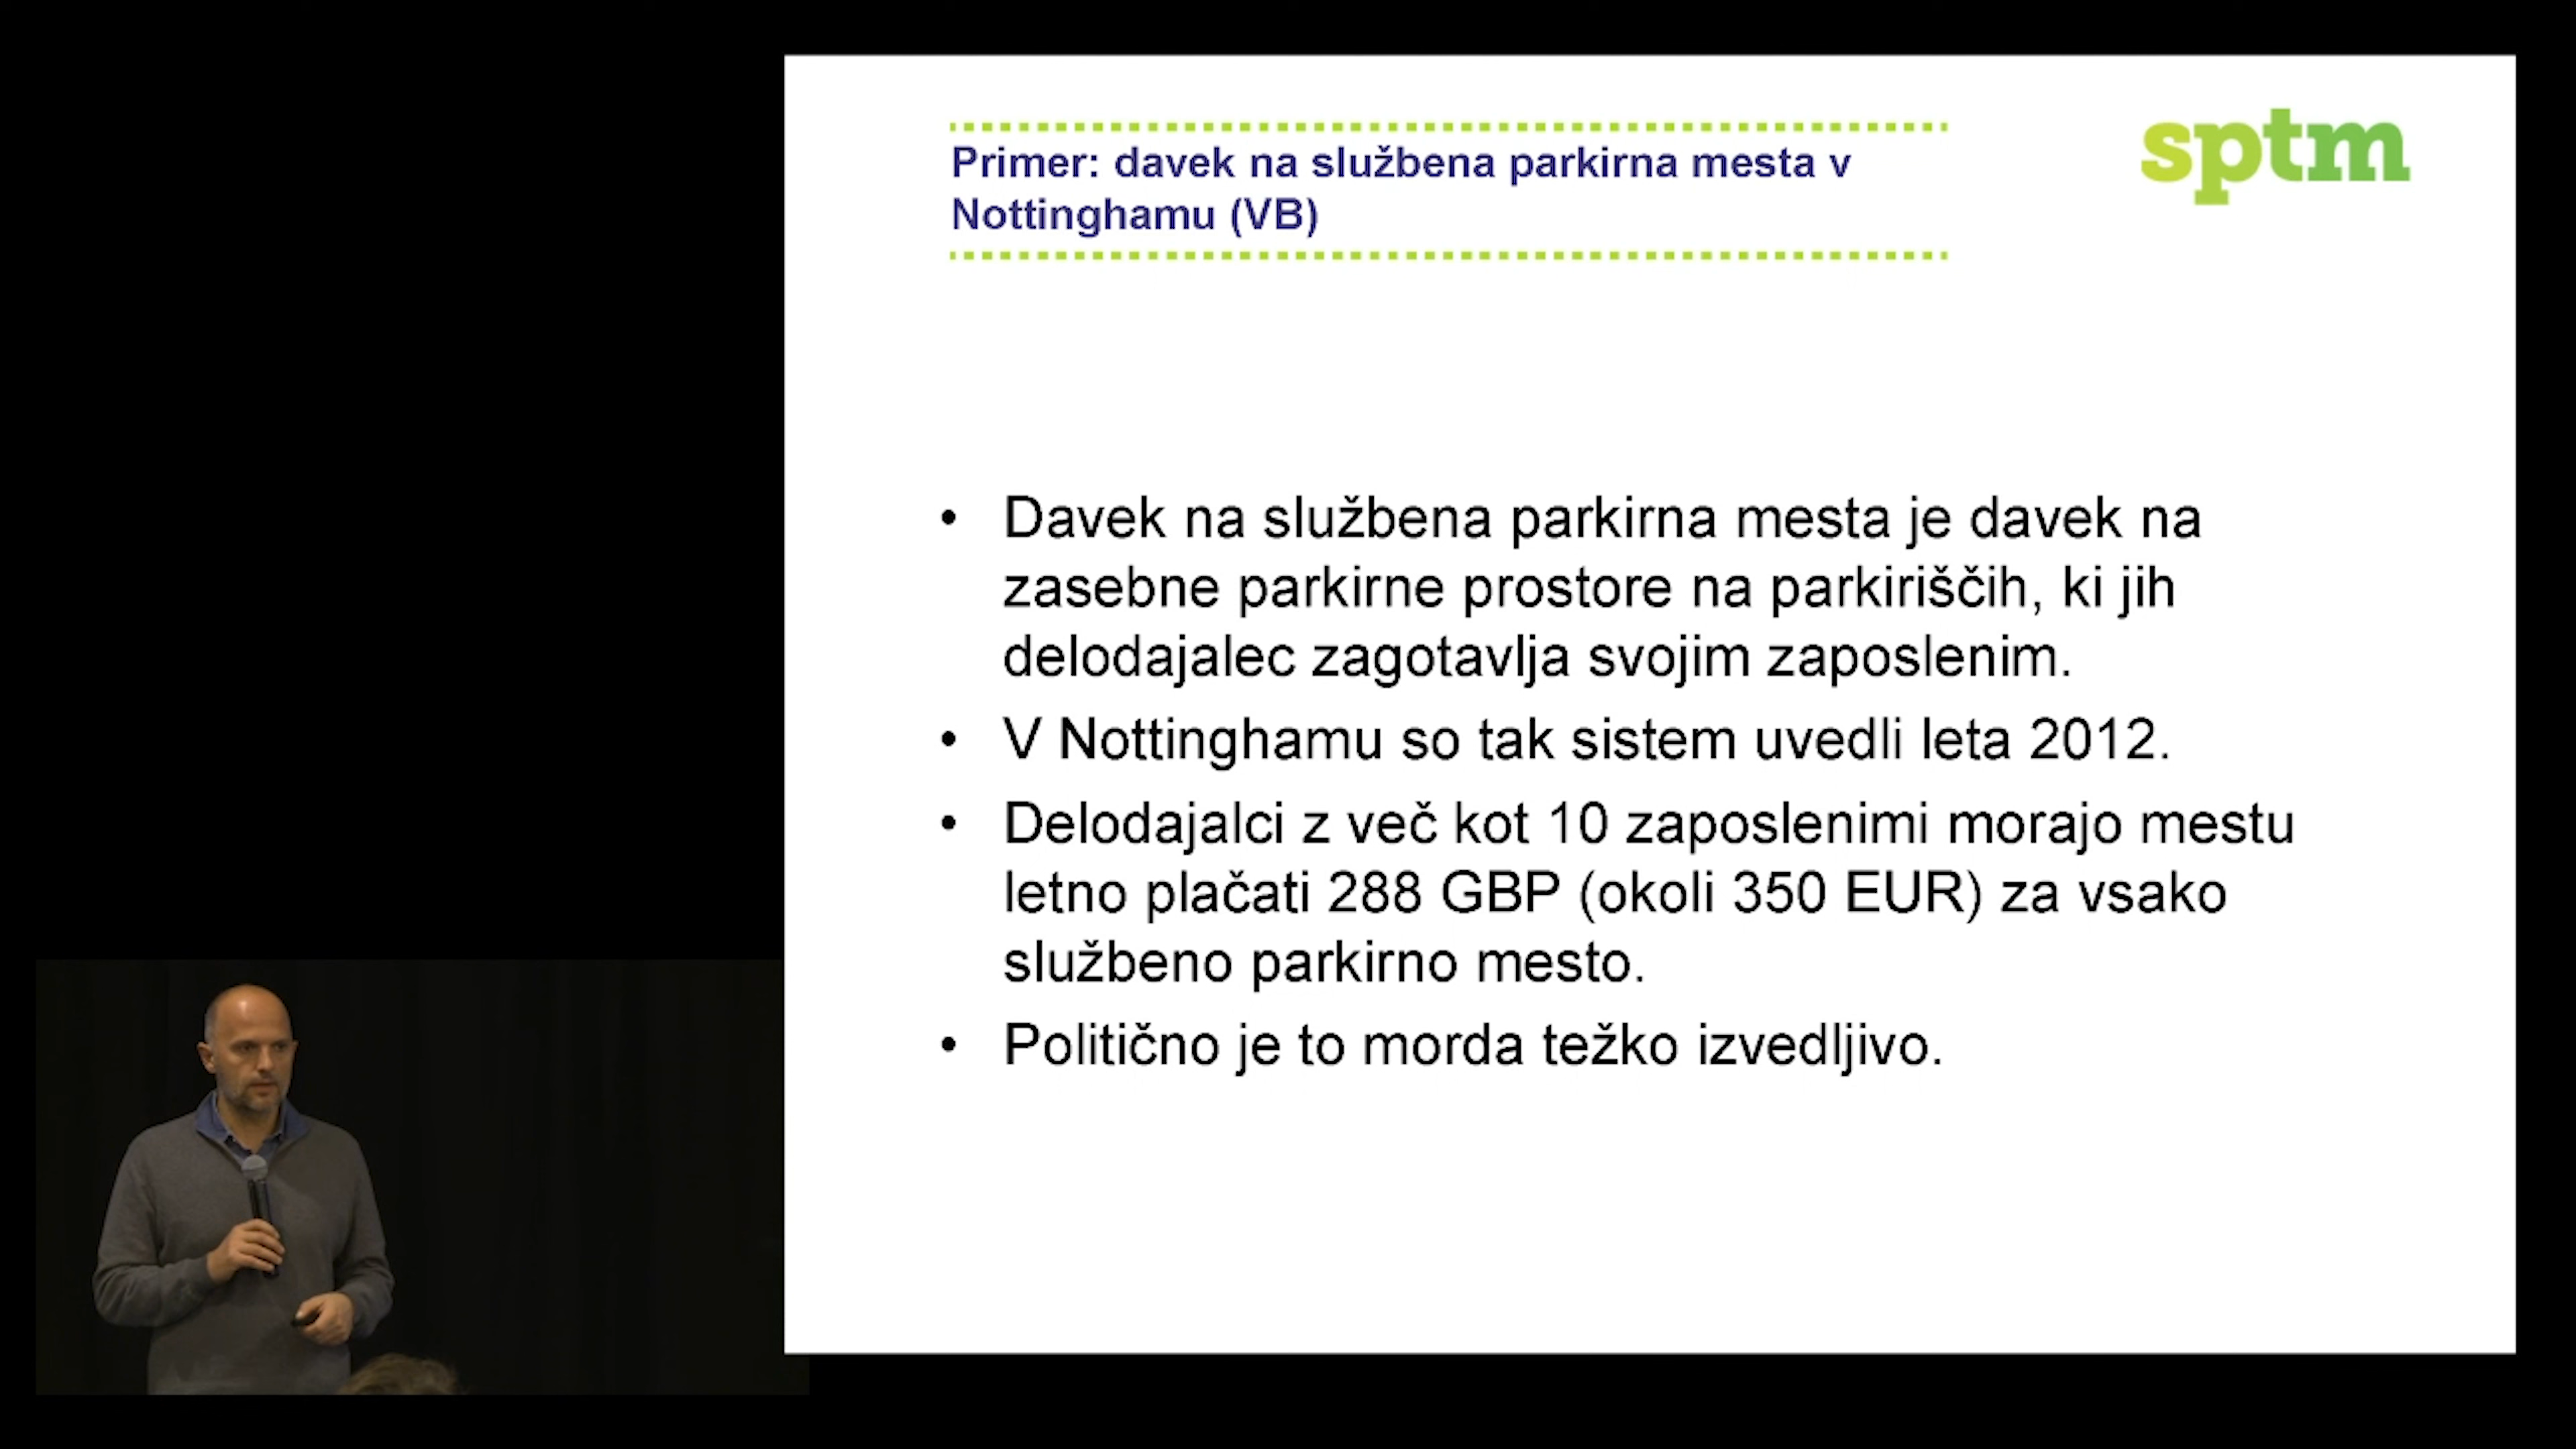 Primer: davek na službena parkirna mesta v
Nottinghamu (VB)
sptm
• Davek na službena parkirna mesta je davek na
zasebne parkirne prostore na parkiriščih, ki jih
delodajalec zagotavlja svojim zaposlenim.
• V Nottinghamu so tak sistem uvedli leta 2012.
• Delodajalci z več kot 10 zaposlenimi morajo mestu
letno plačati 288 GBP (okoli 350 EUR) za vsako
službeno parkirno mesto.
• Politično je to morda težko izvedljivo.